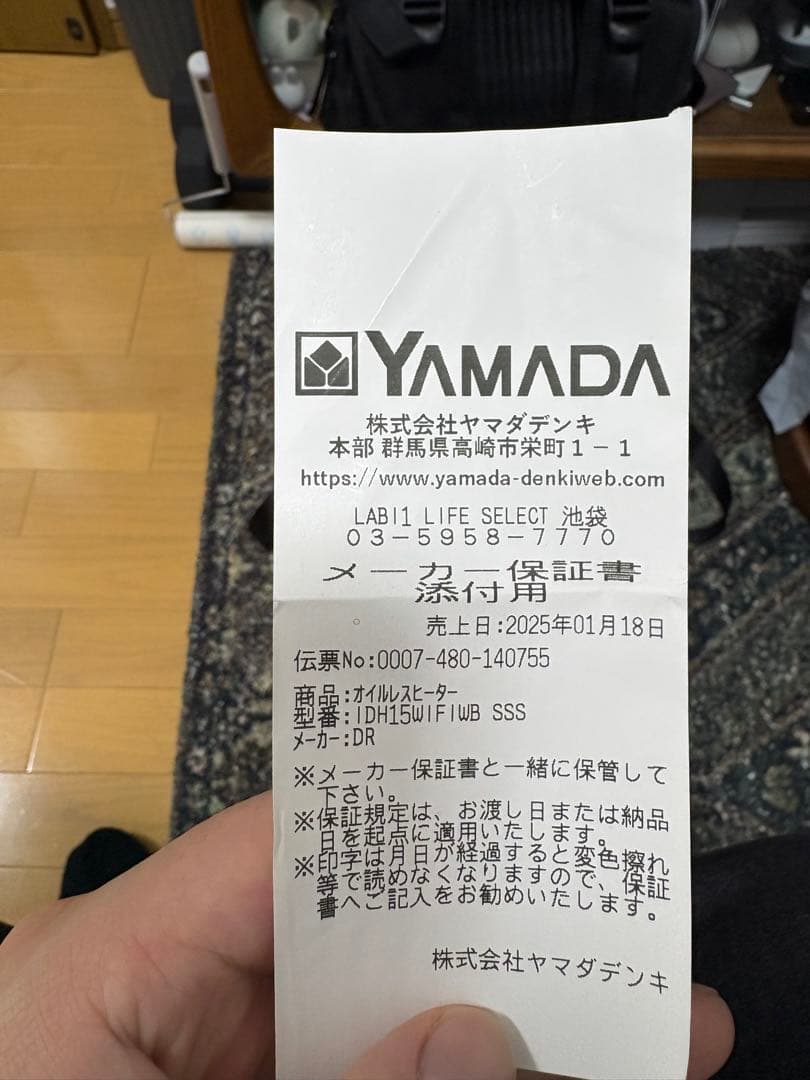 YAMADA
株式会社ヤマダデンキ
本部 群馬県高崎市栄町1-1
https://www.yamada-denkiweb.com
LABI1 LIFE SELECT 池袋
03-5958-7770
メーカー保証書
添付用
売上日:2025年01月18日
伝票No:0007-480-140755
商品:オイルレスヒーター
型番:IDH15WIFIWB SSS
メーカー:DR
※メーカー保証書と一緒に保管して
下さい。
※保証規定は、お渡し日または納品
日を起点に適用いたします。
※印字は月日が経過すると変色擦れ
等で読めなくなりますので、保証
書へご記入をお勧めいたします。
株式会社ヤマダデンキ